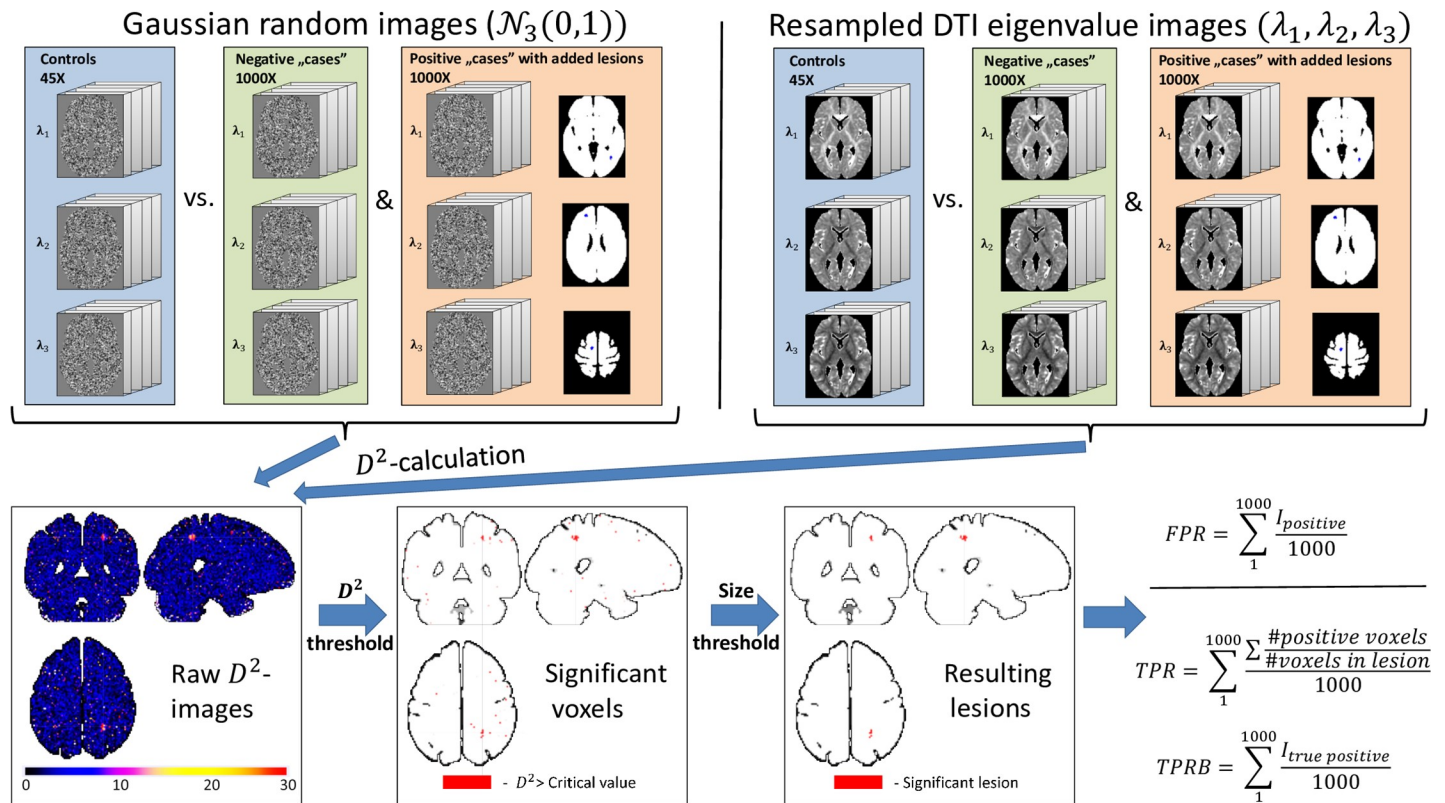 Gaussian random images (𝒩₃(0,1))
Controls
45X
λ₁
λ₂
λ₃
vs.
Negative „cases”
1000X
λ₁
λ₂
λ₃
&
Positive „cases” with added lesions
1000X
λ₁
λ₂
λ₃
Resampled DTI eigenvalue images (λ₁, λ₂, λ₃)
Controls
45X
λ₁
λ₂
λ₃
vs.
Negative „cases”
1000X
λ₁
λ₂
λ₃
&
Positive „cases” with added lesions
1000X
λ₁
λ₂
λ₃
D²-calculation
Raw D²-
images
0 10 20 30
D²
threshold
Significant
voxels
- D²> Critical value
Size
threshold
Resulting
lesions
- Significant lesion
FPR = ∑₁¹⁰⁰⁰ I_positive / 1000
TPR = ∑₁¹⁰⁰⁰ (∑ #positive voxels / #voxels in lesion) / 1000
TPRB = ∑₁¹⁰⁰⁰ I_true positive / 1000